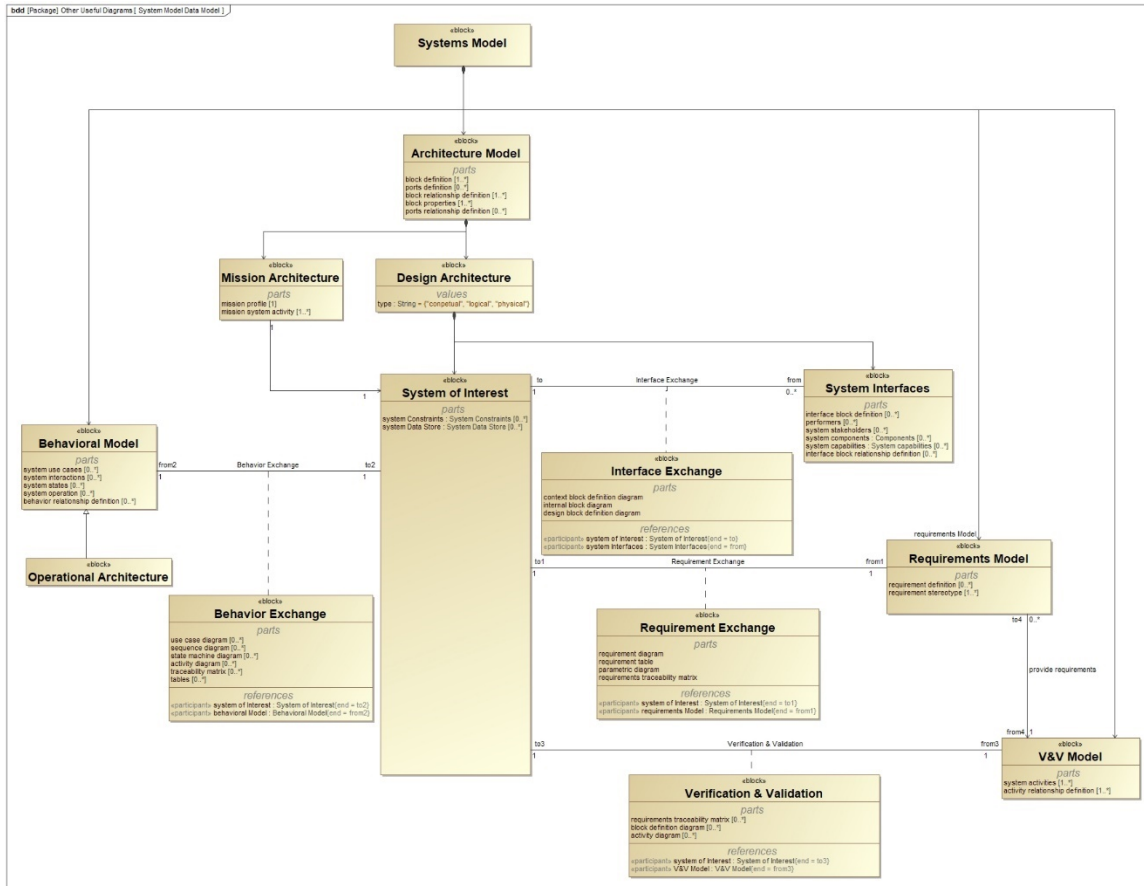 bdd [Package] Other Useful Diagrams [ System Model Data Model ]
«block»
Systems Model
«block»
Architecture Model
parts
block definition [1..*]
ports definition [0..*]
block relationship definition [1..*]
block properties [1..*]
ports relationship definition [0..*]
«block»
Mission Architecture
parts
mission profile [1]
mission system activity [1..*]
1
1
«block»
Design Architecture
values
type : String = {"conpetual", "logical", "physical"}
«block»
System of Interest
parts
system Constraints : System Constraints [0..*]
system Data Store : System Data Store [0..*]
to
1
Interface Exchange
from
0..*
«block»
System Interfaces
parts
interface block definition [0..*]
performers [0..*]
system stakeholders [0..*]
system components : Components [0..*]
system capabilities : System capabilties [0..*]
interface block relationship definition [0..*]
«block»
Behavioral Model
parts
system use cases [0..*]
system interactions [0..*]
system states [0..*]
system operation [0..*]
behavior relationship definition [0..*]
from2
1
Behavior Exchange
to2
1
«block»
Interface Exchange
parts
context block definition diagram
internal block diagram
design block definition diagram
references
«participant» system of Interest : System of Interest{end = to}
«participant» system Interfaces : System Interfaces{end = from}
«block»
Operational Architecture
to1
1
Requirement Exchange
from1
1
requirements Model
«block»
Requirements Model
parts
requirement definition [0..*]
requirement stereotype [1..*]
to4
0..*
provide requirements
from4
1
«block»
Behavior Exchange
parts
use case diagram [0..*]
sequence diagram [0..*]
state machine diagram [0..*]
activity diagram [0..*]
traceability matrix [0..*]
tables [0..*]
references
«participant» system of Interest : System of Interest{end = to2}
«participant» behavioral Model : Behavioral Model{end = from2}
«block»
Requirement Exchange
parts
requirement diagram
requirement table
parametric diagram
requirements traceability matrix
references
«participant» system of Interest : System of Interest{end = to1}
«participant» requirements Model : Requirements Model{end = from1}
to3
1
Verification & Validation
from3
1
«block»
V&V Model
parts
system activities [1..*]
activity relationship definition [1..*]
«block»
Verification & Validation
parts
requirements traceability matrix [0..*]
block definition diagram [0..*]
activity diagram [0..*]
references
«participant» system of Interest : System of Interest{end = to3}
«participant» V&V Model : V&V Model{end = from3}